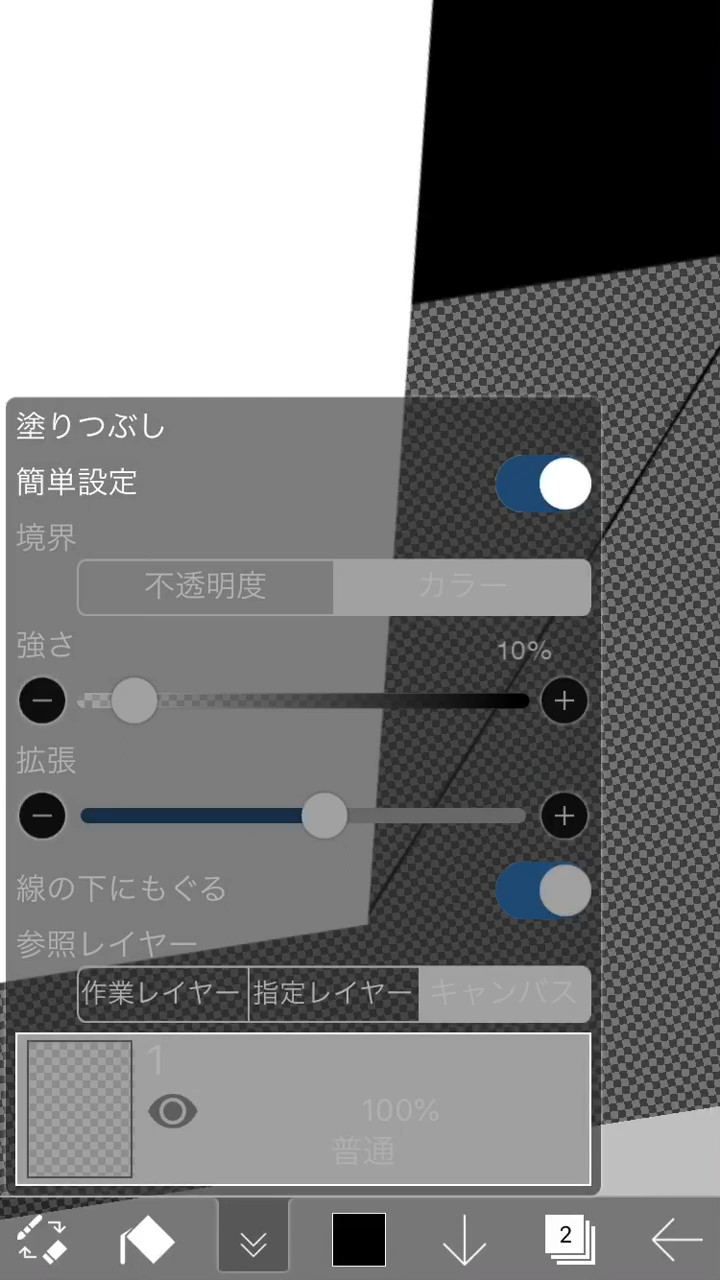 塗りつぶし
簡単設定
境界
不透明度 カラー
強さ 10%
拡張
線の下にもぐる
参照レイヤー
作業レイヤー 指定レイヤー キャンバス
1
100%
普通
2